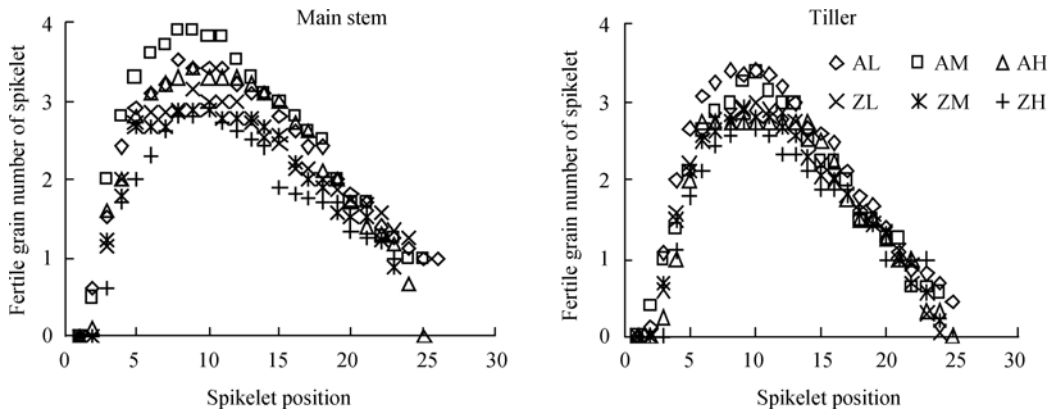 Main stem
Fertile grain number of spikelet
4
3
2
1
0
0 5 10 15 20 25 30
Spikelet position
Tiller
AL AM AH
ZL ZM ZH
Fertile grain number of spikelet
4
3
2
1
0
0 5 10 15 20 25 30
Spikelet position